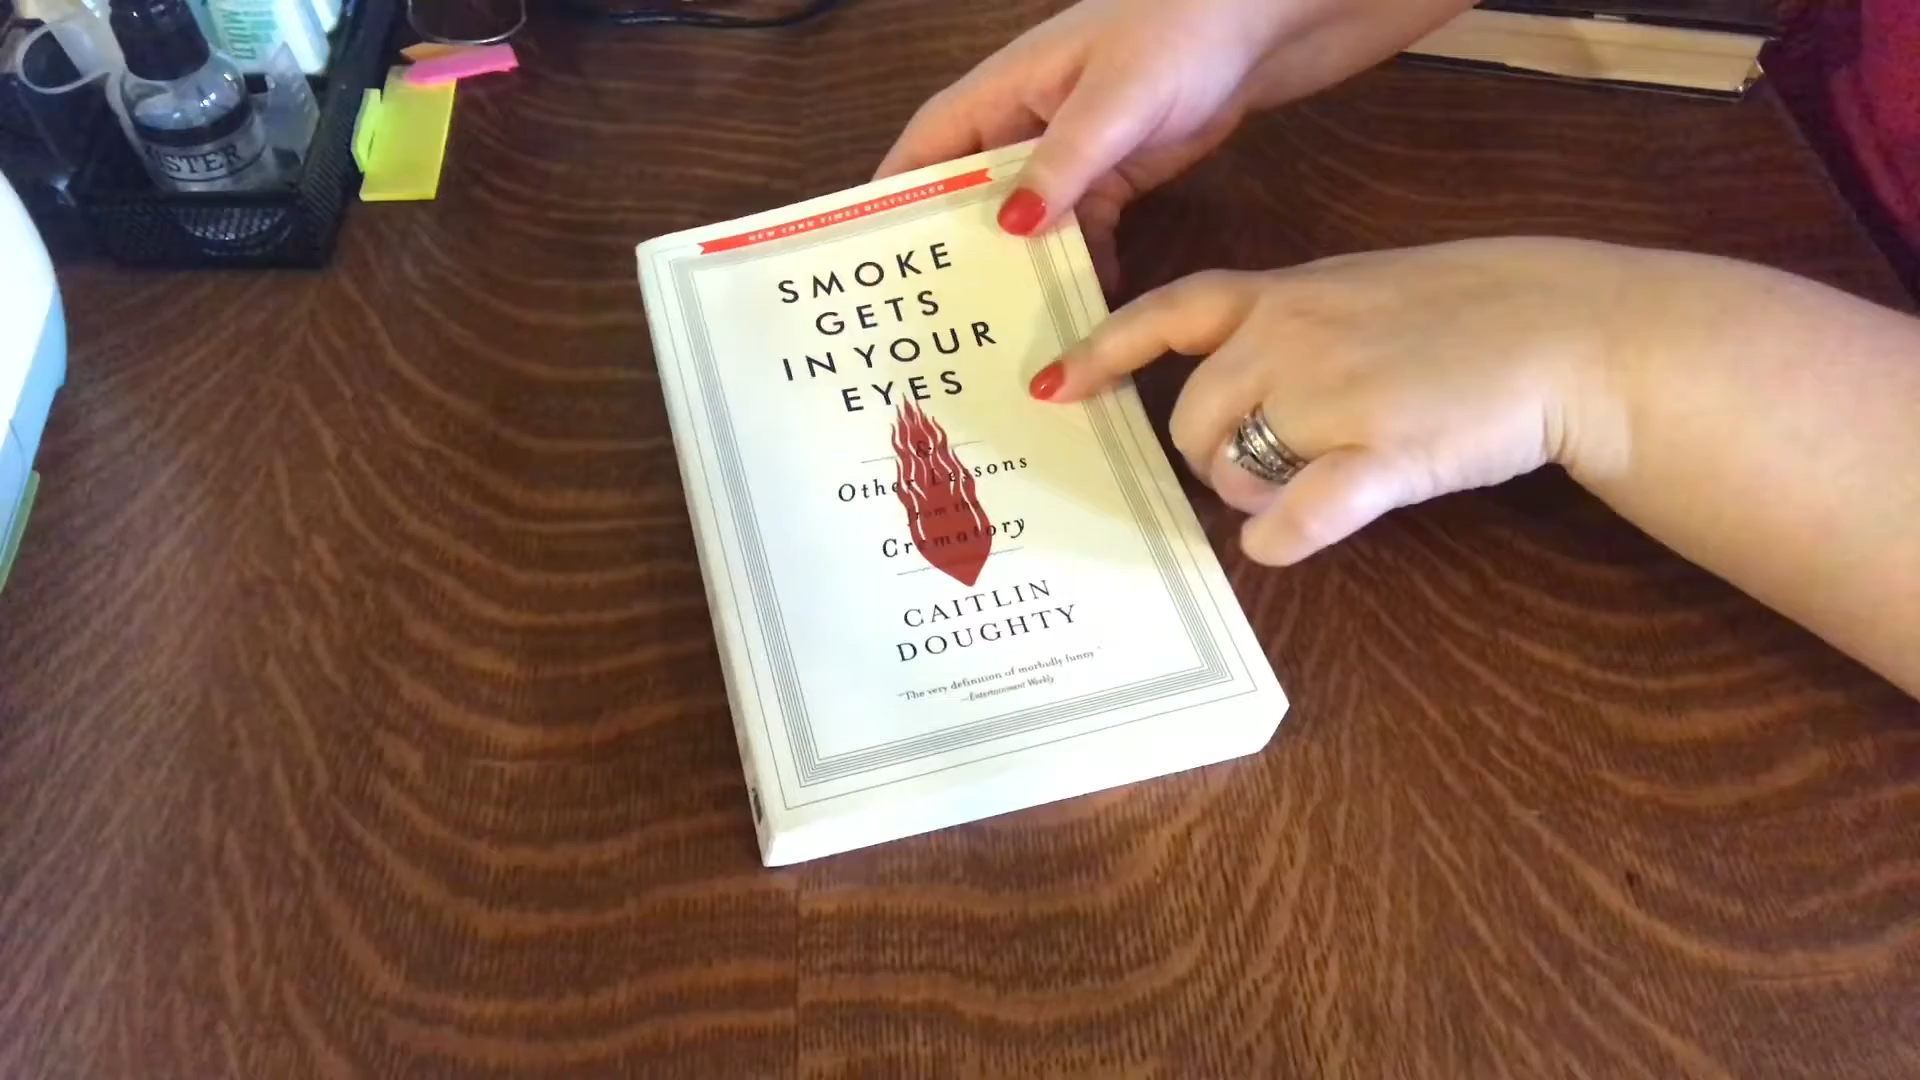 NEW YORK TIMES BESTSELLER
SMOKE
GETS
IN YOUR
EYES
&
Other Lessons
from the
Crematory
CAITLIN
DOUGHTY
"The very definition of morbidly funny."
—Entertainment Weekly